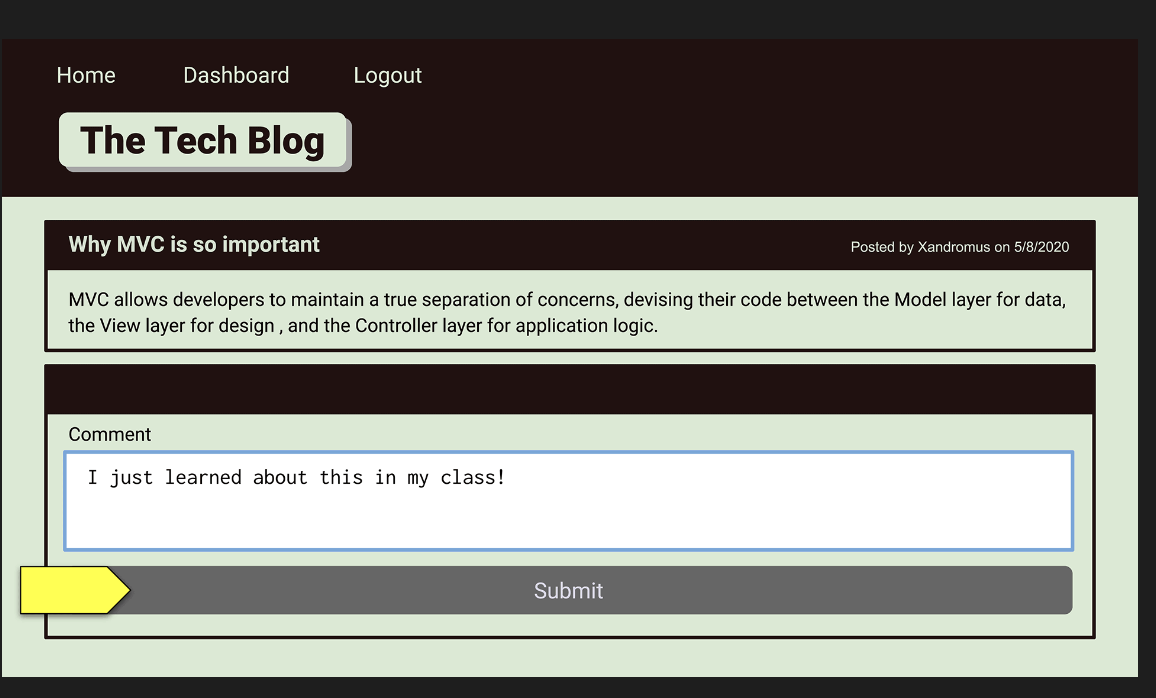 Home Dashboard Logout
The Tech Blog
Why MVC is so important
Posted by Xandromus on 5/8/2020
MVC allows developers to maintain a true separation of concerns, devising their code between the Model layer for data,
the View layer for design , and the Controller layer for application logic.
Comment
I just learned about this in my class!
Submit